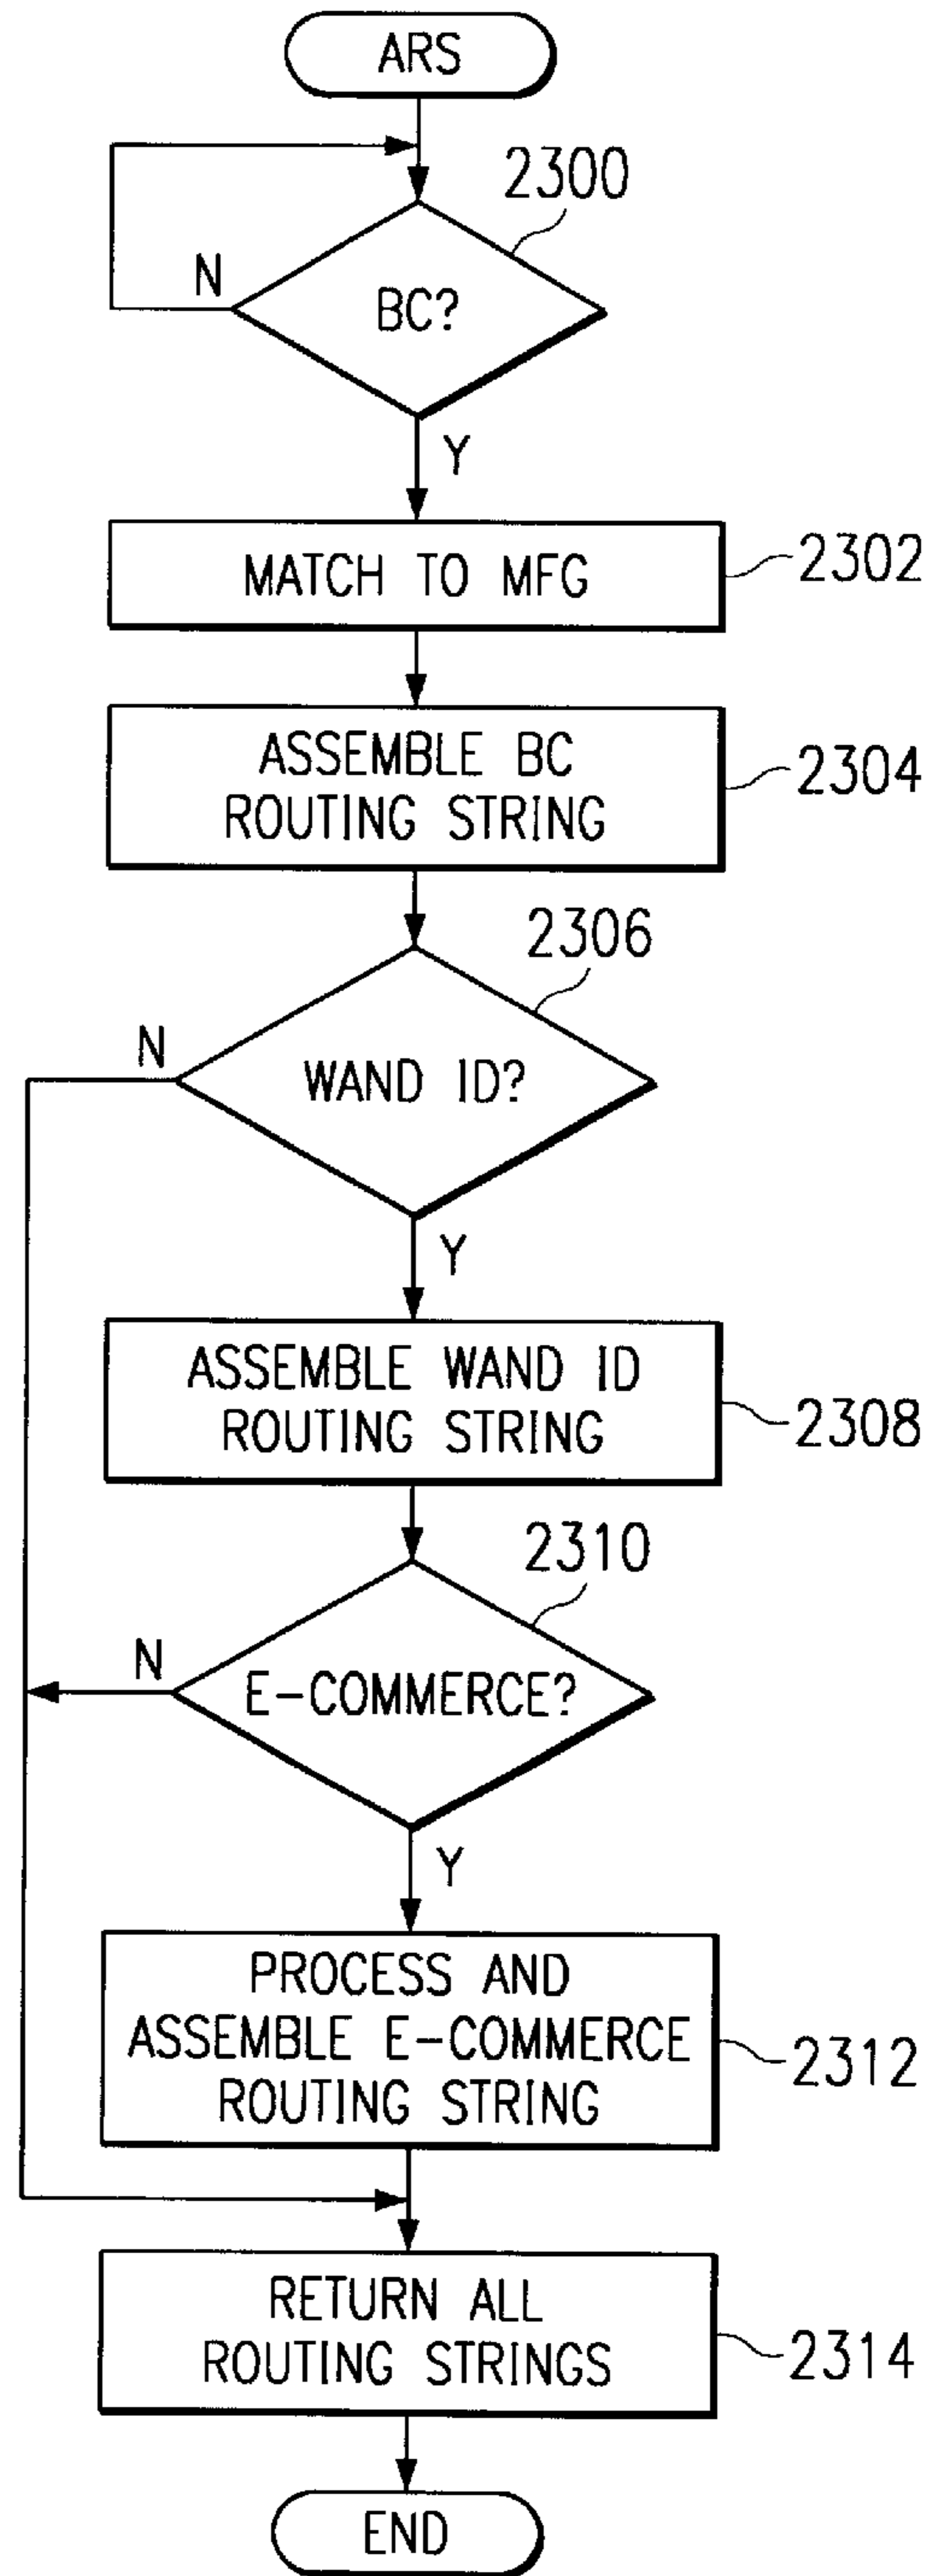 ARS
2300
N
BC?
Y
MATCH TO MFG
2302
ASSEMBLE BC
ROUTING STRING
2304
2306
N
WAND ID?
Y
ASSEMBLE WAND ID
ROUTING STRING
2308
2310
N
E-COMMERCE?
Y
PROCESS AND
ASSEMBLE E-COMMERCE
ROUTING STRING
2312
RETURN ALL
ROUTING STRINGS
2314
END